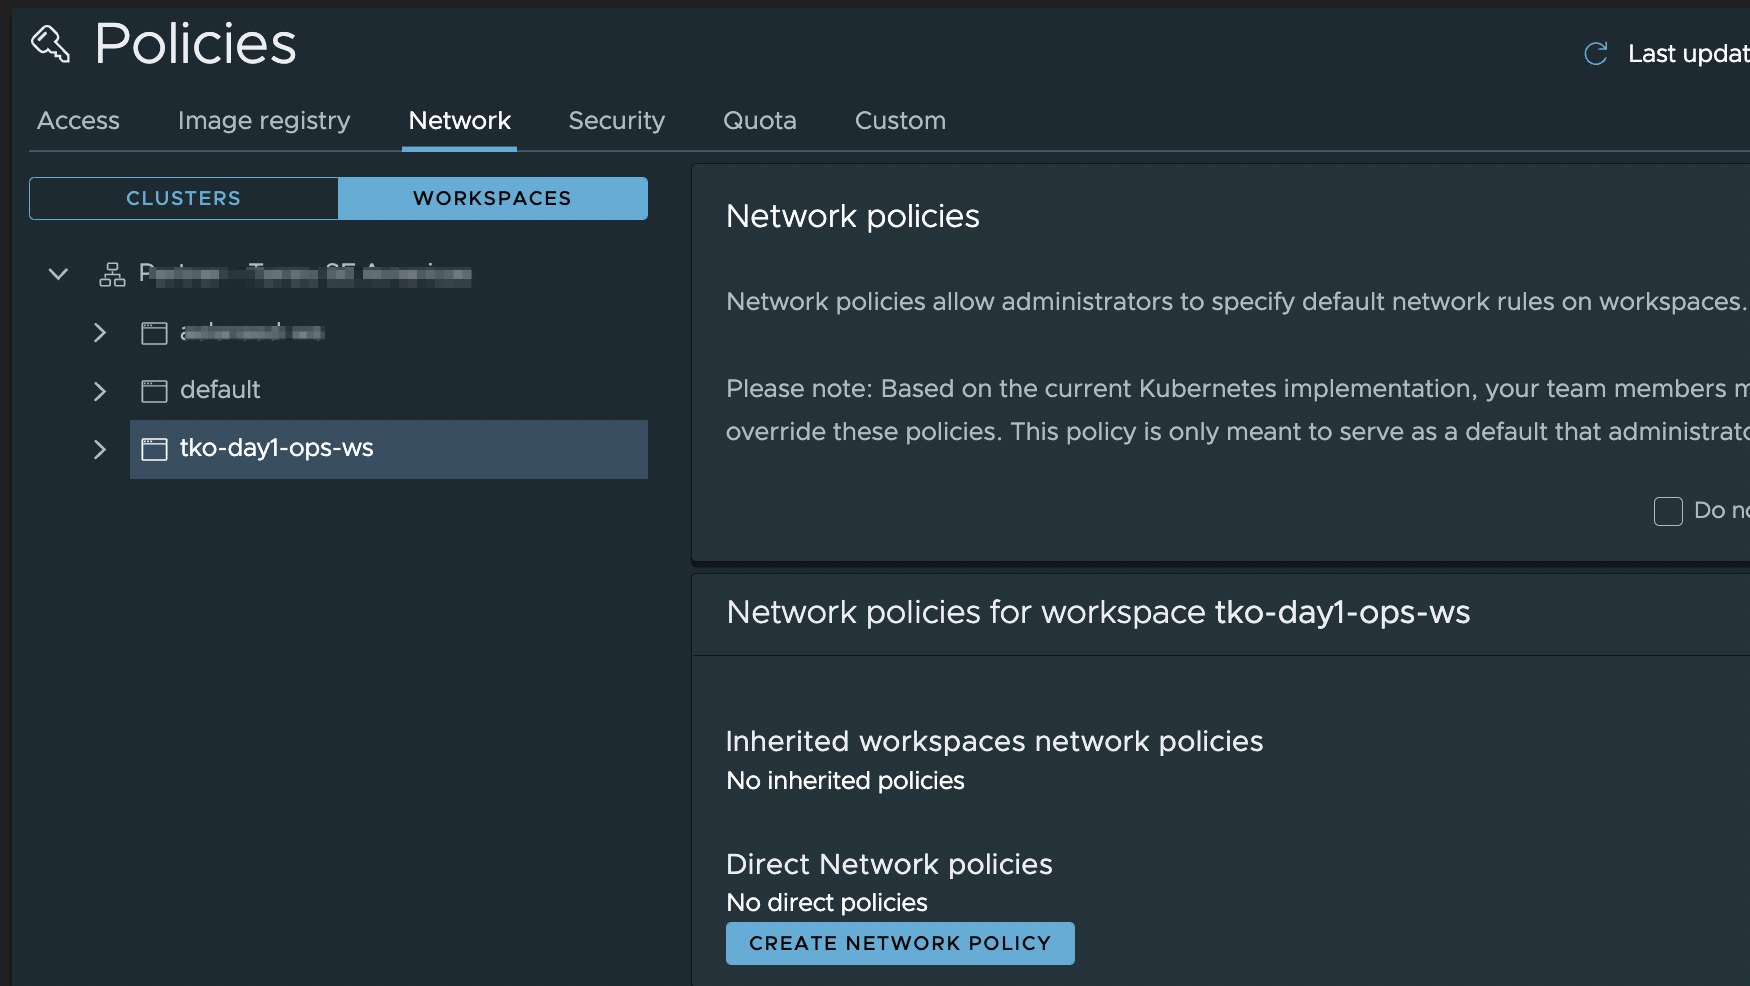 Policies
Last updat
Access Image registry Network Security Quota Custom
CLUSTERS WORKSPACES
default
tko-day1-ops-ws
Network policies
Network policies allow administrators to specify default network rules on workspaces.
Please note: Based on the current Kubernetes implementation, your team members m
override these policies. This policy is only meant to serve as a default that administrato
Do no
Network policies for workspace tko-day1-ops-ws
Inherited workspaces network policies
No inherited policies
Direct Network policies
No direct policies
CREATE NETWORK POLICY